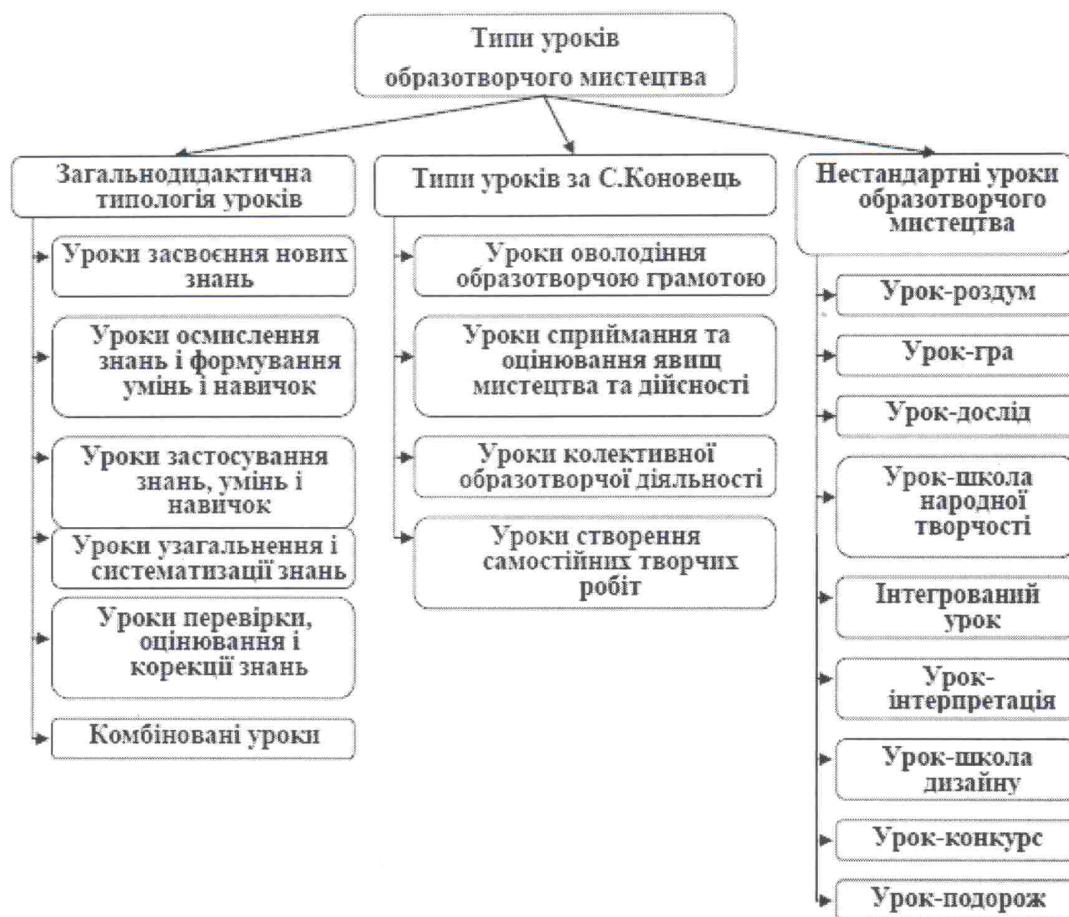 Типи уроків
образотворчого мистецтва
Загальнодидактична
типологія уроків
Уроки засвоєння нових
знань
Уроки осмислення
знань і формування
умінь і навичок
Уроки застосування
знань, умінь і
навичок
Уроки узагальнення і
систематизації знань
Уроки перевірки,
оцінювання і
корекції знань
Комбіновані уроки
Типи уроків за С.Коновець
Уроки оволодіння
образотворчою грамотою
Уроки сприймання та
оцінювання явищ
мистецтва та дійсності
Уроки колективної
образотворчої діяльності
Уроки створення
самостійних творчих
робіт
Нестандартні уроки
образотворчого
мистецтва
Урок-роздум
Урок-гра
Урок-дослід
Урок-школа
народної
творчості
Інтегрований
урок
Урок-
інтерпретація
Урок-школа
дизайну
Урок-конкурс
Урок-подорож